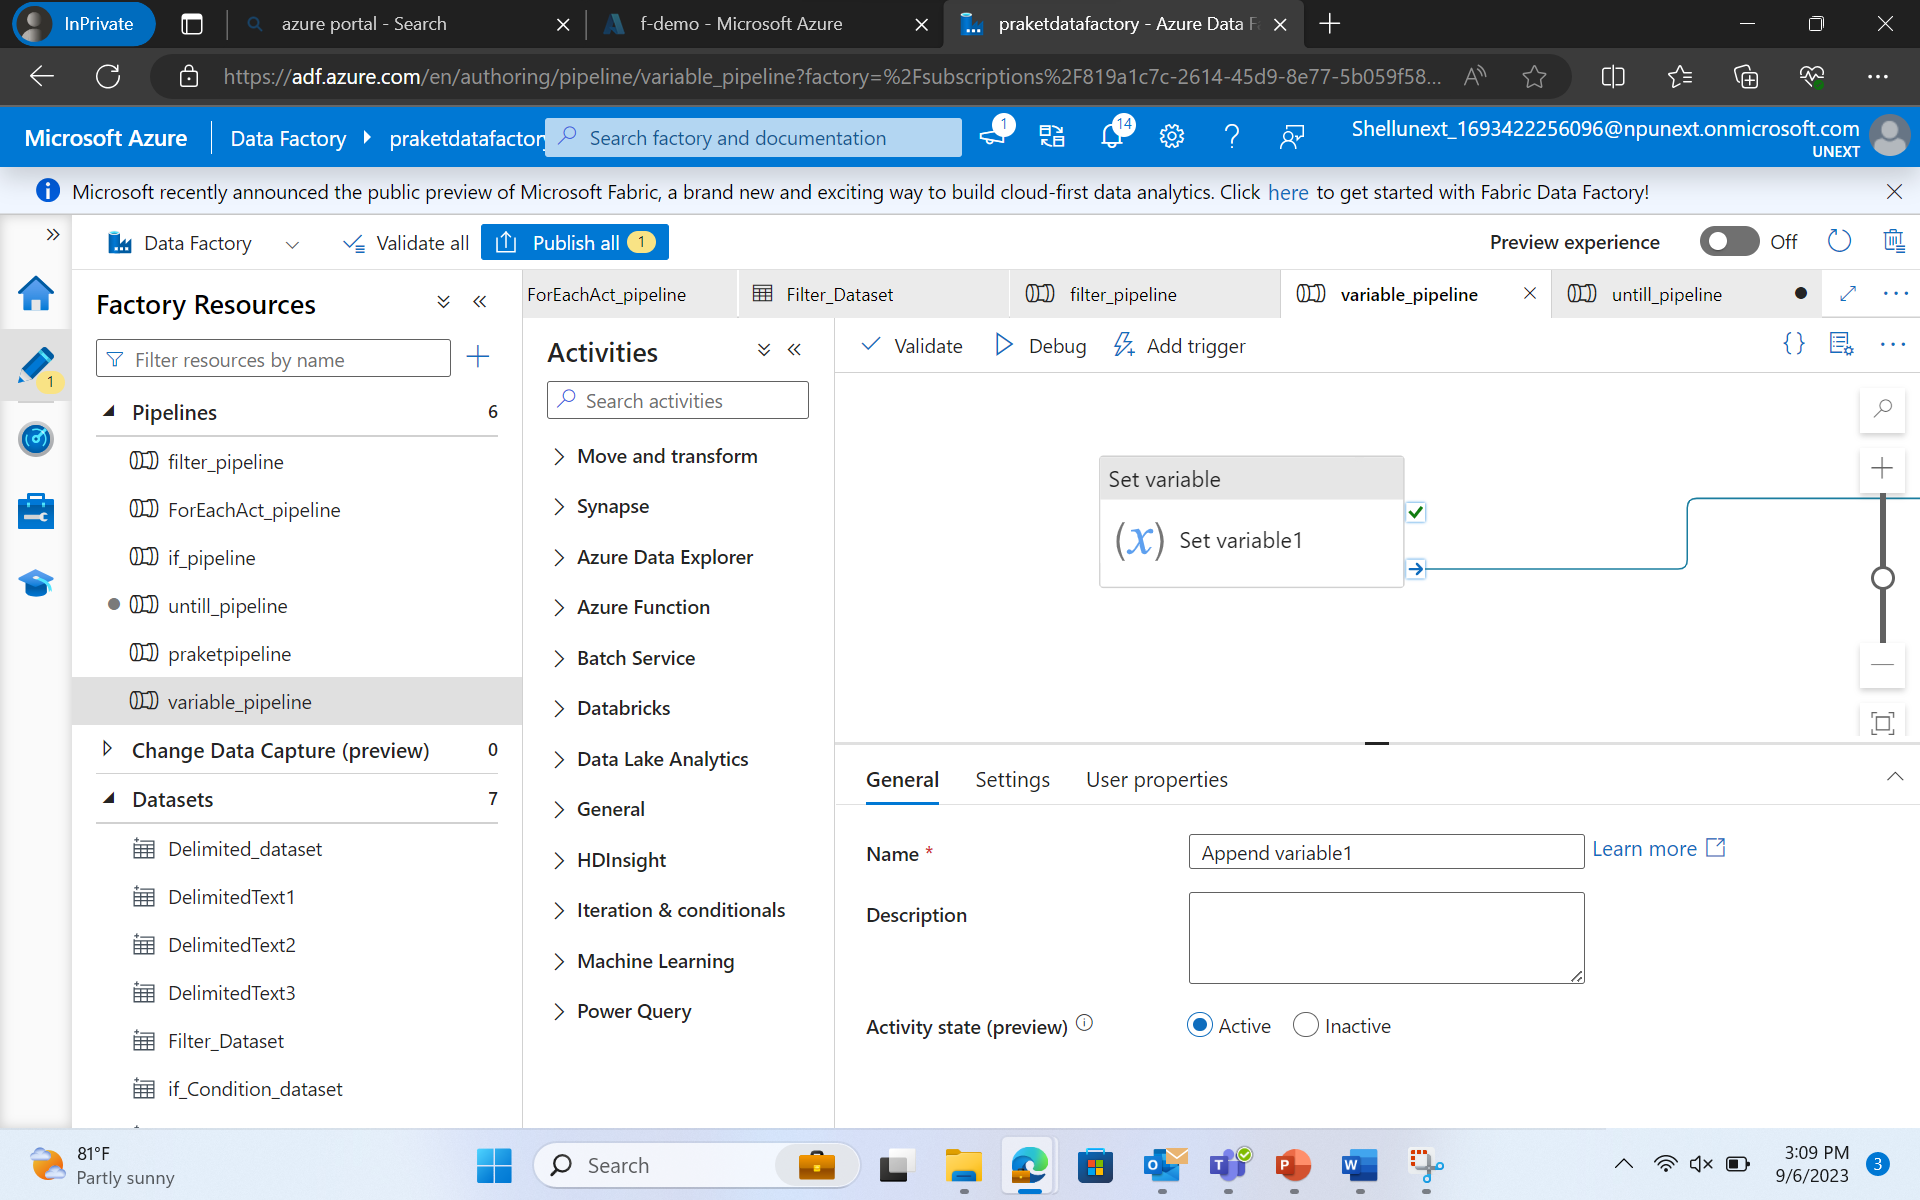 InPrivate
azure portal - Search
f-demo - Microsoft Azure
praketdatafactory - Azure Data F
https://adf.azure.com/en/authoring/pipeline/variable_pipeline?factory=%2Fsubscriptions%2F819a1c7c-2614-45d9-8e77-5b059f58...
Microsoft Azure
Data Factory
praketdatafactory
Search factory and documentation
1
14
Shellunext_1693422256096@npunext.onmicrosoft.com
UNEXT
Microsoft recently announced the public preview of Microsoft Fabric, a brand new and exciting way to build cloud-first data analytics. Click here to get started with Fabric Data Factory!
Data Factory
Validate all
Publish all 1
Preview experience
Off
Factory Resources
Filter resources by name
1
Pipelines 6
filter_pipeline
ForEachAct_pipeline
if_pipeline
untill_pipeline
praketpipeline
variable_pipeline
Change Data Capture (preview) 0
Datasets 7
Delimited_dataset
DelimitedText1
DelimitedText2
DelimitedText3
Filter_Dataset
if_Condition_dataset
ForEachAct_pipeline
Filter_Dataset
filter_pipeline
variable_pipeline
untill_pipeline
Activities
Search activities
Move and transform
Synapse
Azure Data Explorer
Azure Function
Batch Service
Databricks
Data Lake Analytics
General
HDInsight
Iteration & conditionals
Machine Learning
Power Query
Validate
Debug
Add trigger
Set variable
(x) Set variable1
General
Settings
User properties
Name *
Append variable1
Learn more
Description
Activity state (preview)
Active
Inactive
81°F
Partly sunny
Search
3:09 PM
9/6/2023
3